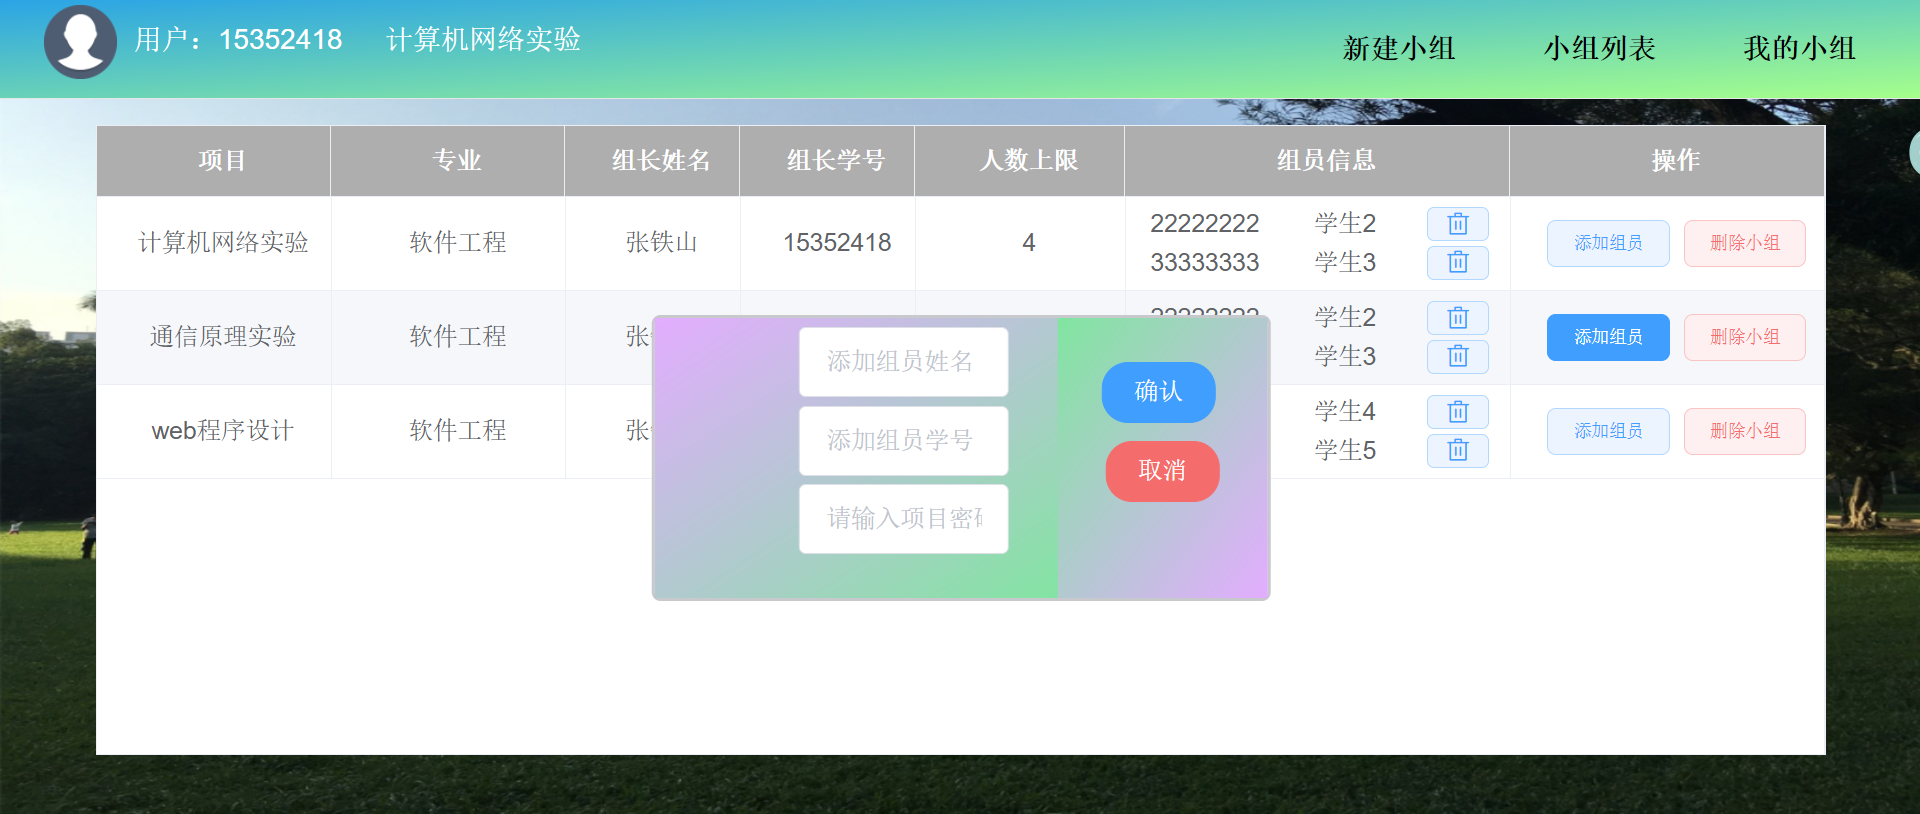 用户：15352418 计算机网络实验 新建小组 小组列表 我的小组
项目 专业 组长姓名 组长学号 人数上限 组员信息 操作
计算机网络实验 软件工程 张铁山 15352418 4 22222222 学生2 添加组员 删除小组
33333333 学生3
通信原理实验 软件工程 张 学生2 添加组员 删除小组
学生3
web程序设计 软件工程 张 学生4 添加组员 删除小组
学生5
添加组员姓名 确认
添加组员学号 取消
请输入项目密